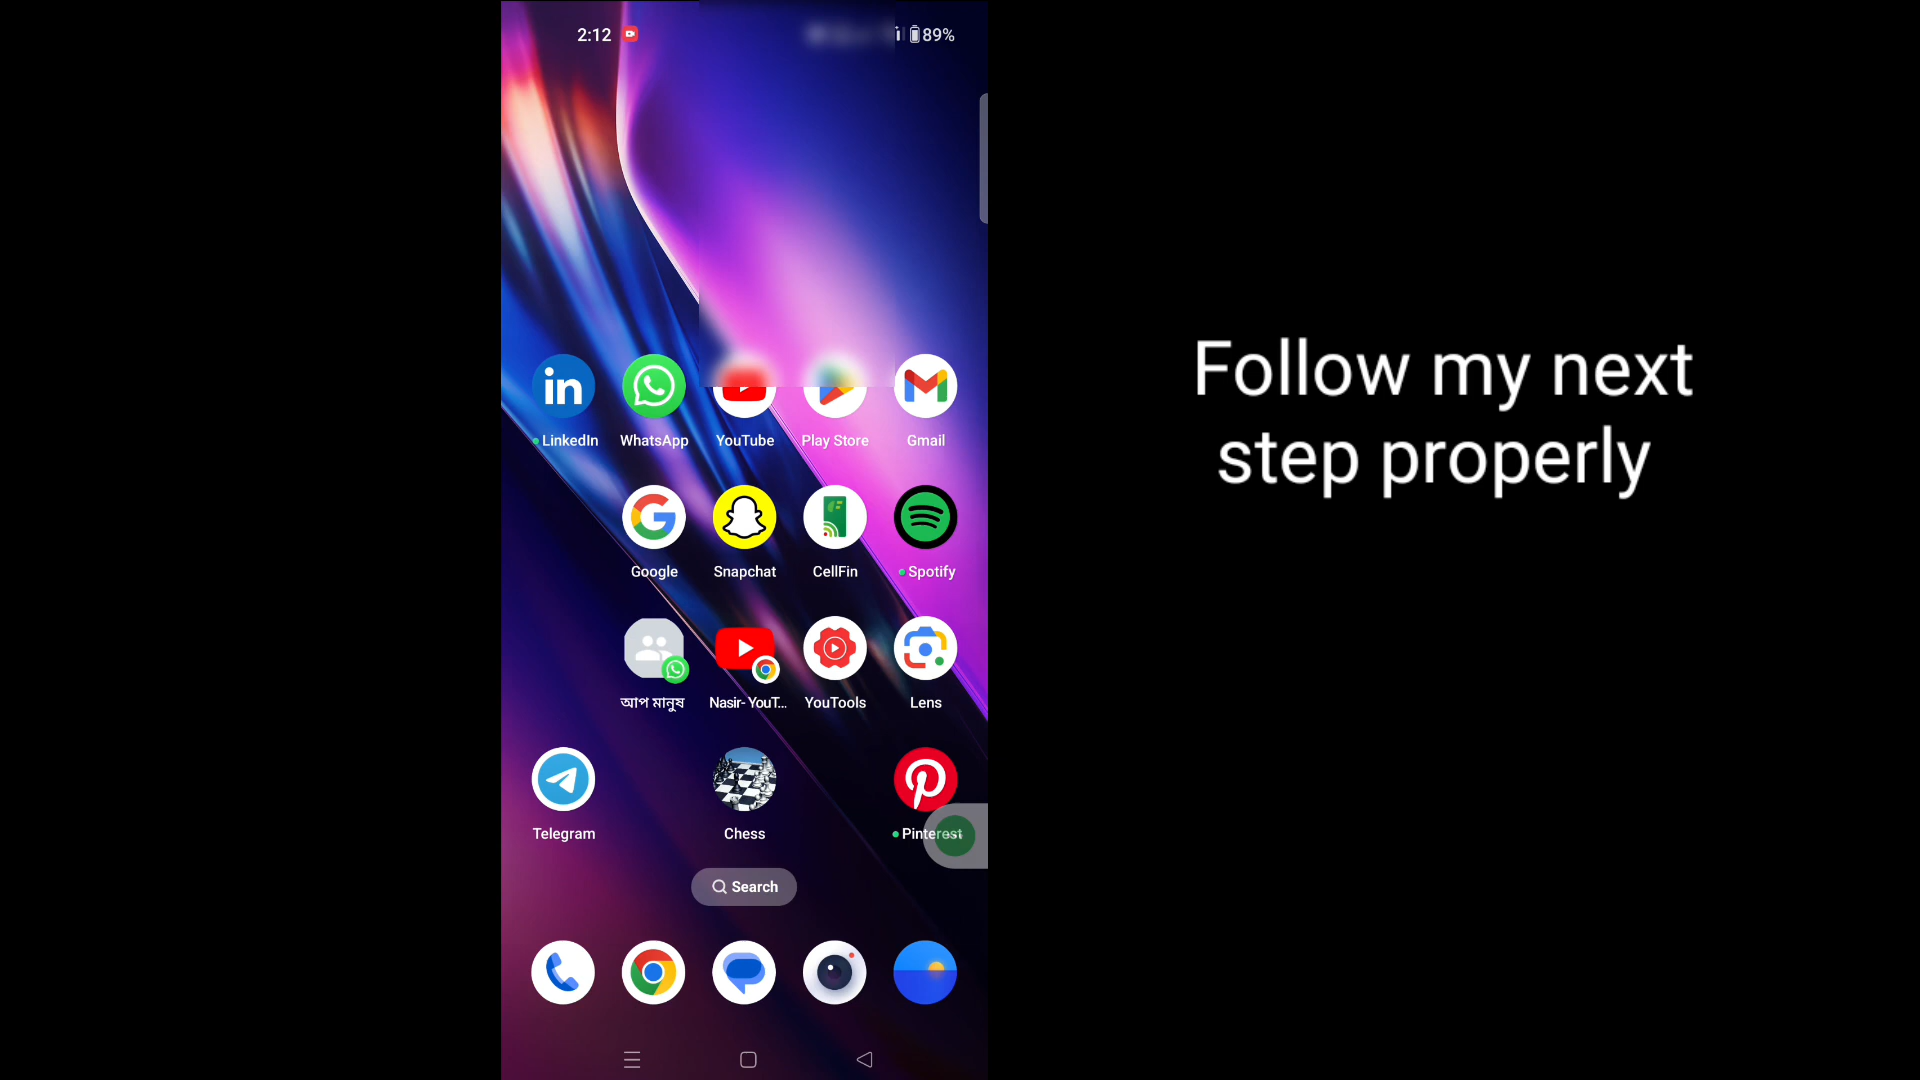 2:12
89%
LinkedIn
WhatsApp
YouTube
Play Store
Gmail
Google
Snapchat
CellFin
Spotify
আপ মানুষ
Nasir- YouT...
YouTools
Lens
Telegram
Chess
Pinterest
Search
Follow my next
step properly